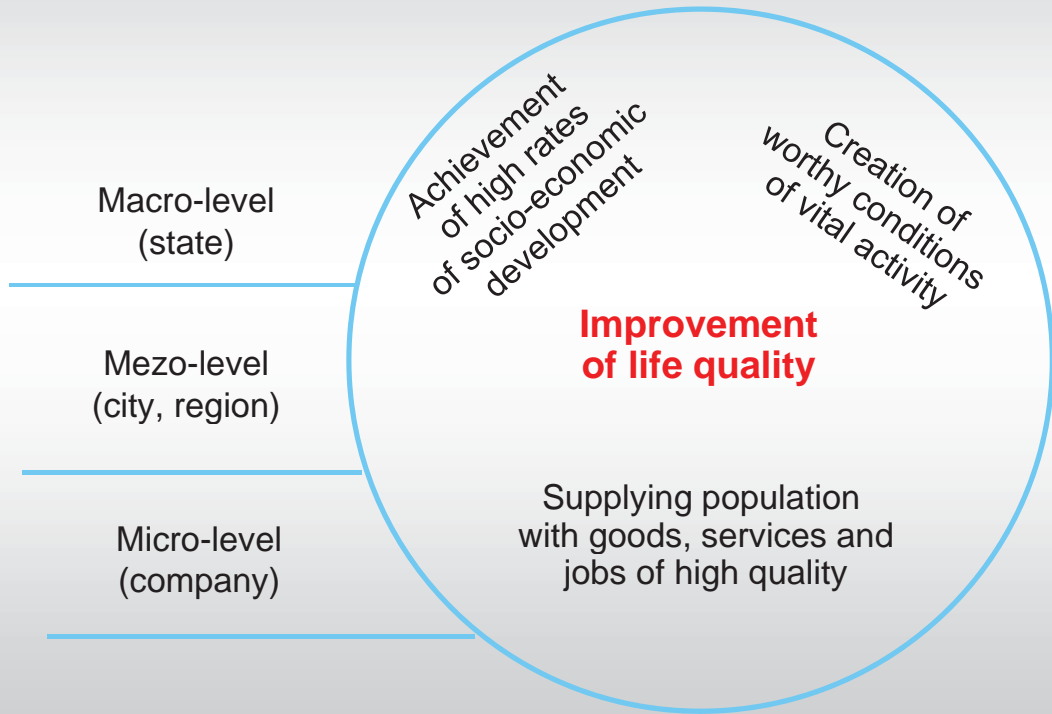 Macro-level
(state)
Mezo-level
(city, region)
Micro-level
(company)
Achievement
of high rates
of socio-economic
development
Creation of
worthy conditions
of vital activity
Improvement
of life quality
Supplying population
with goods, services and
jobs of high quality